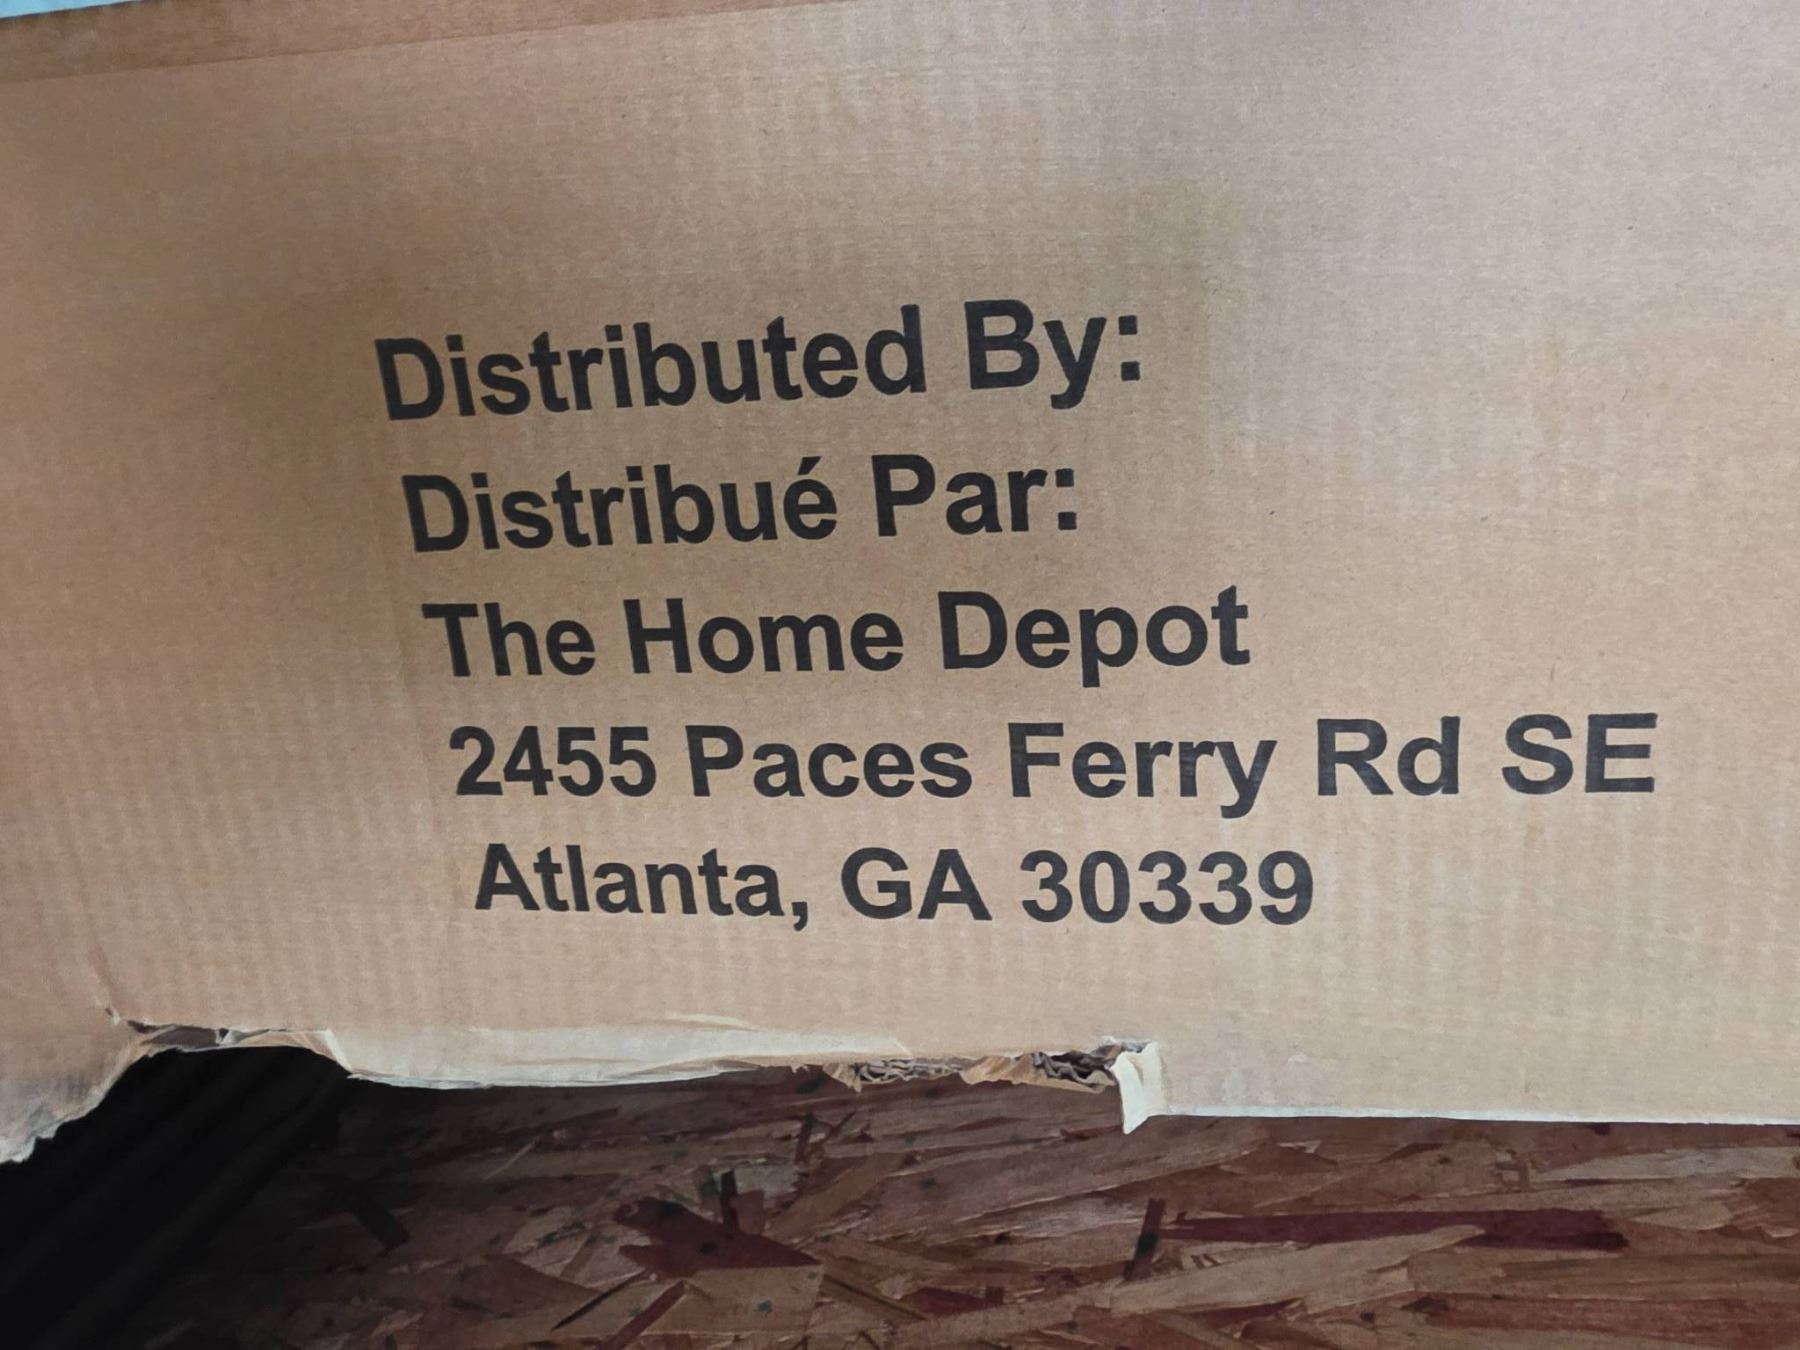 Distributed By:
Distribué Par:
The Home Depot
2455 Paces Ferry Rd SE
Atlanta, GA 30339